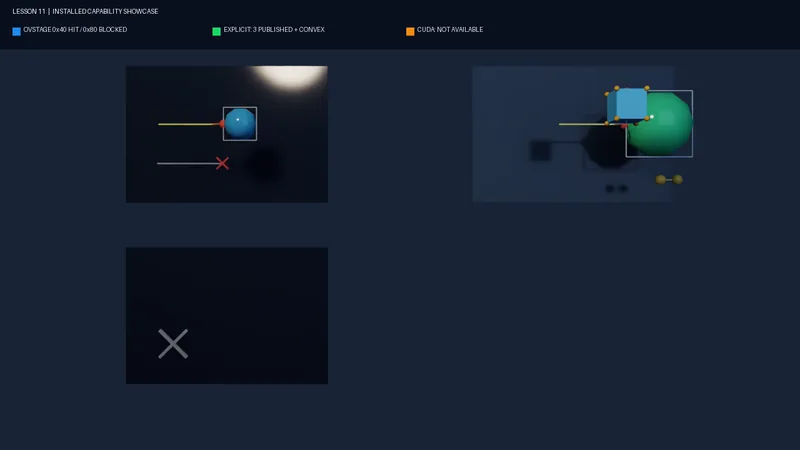 LESSON 11 | INSTALLED CAPABILITY SHOWCASE
OVSTAGE 0x40 HIT / 0x80 BLOCKED
EXPLICIT: 3 PUBLISHED + CONVEX
CUDA: NOT AVAILABLE